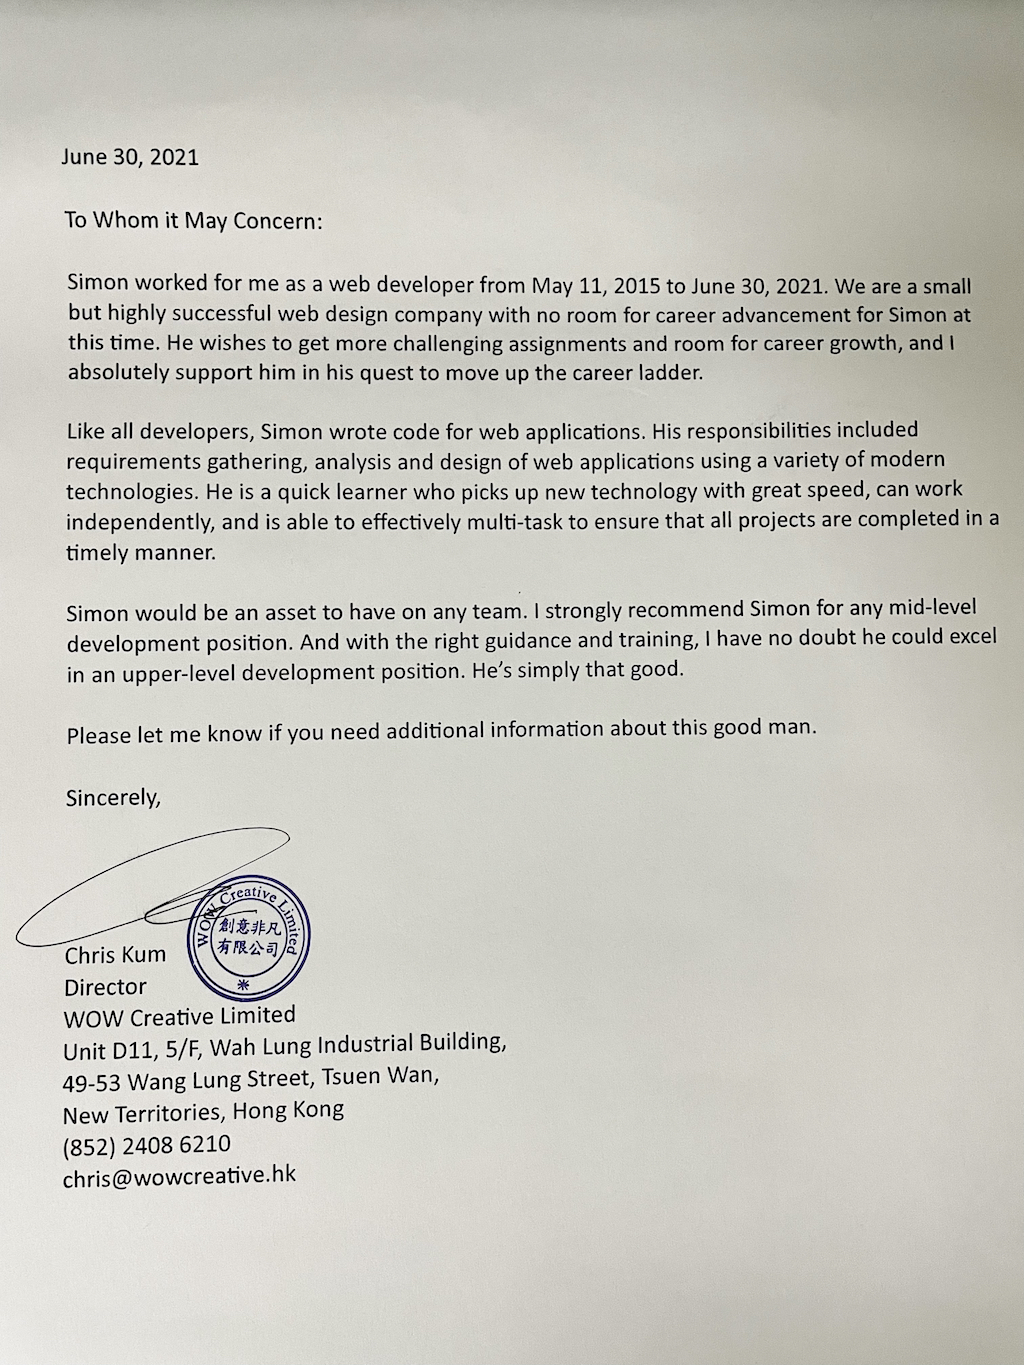 June 30, 2021
To Whom it May Concern:
Simon worked for me as a web developer from May 11, 2015 to June 30, 2021. We are a small
but highly successful web design company with no room for career advancement for Simon at
this time. He wishes to get more challenging assignments and room for career growth, and I
absolutely support him in his quest to move up the career ladder.
Like all developers, Simon wrote code for web applications. His responsibilities included
requirements gathering, analysis and design of web applications using a variety of modern
technologies. He is a quick learner who picks up new technology with great speed, can work
independently, and is able to effectively multi-task to ensure that all projects are completed in a
timely manner.
Simon would be an asset to have on any team. I strongly recommend Simon for any mid-level
development position. And with the right guidance and training, I have no doubt he could excel
in an upper-level development position. He’s simply that good.
Please let me know if you need additional information about this good man.
Sincerely,
WOW Creative Limited
創意非凡
有限公司
Chris Kum
Director
WOW Creative Limited
Unit D11, 5/F, Wah Lung Industrial Building,
49-53 Wang Lung Street, Tsuen Wan,
New Territories, Hong Kong
(852) 2408 6210
chris@wowcreative.hk